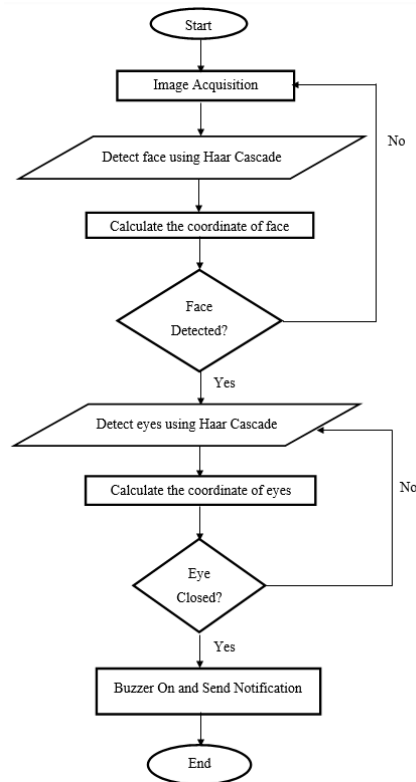 Start
Image Acquisition
No
Detect face using Haar Cascade
Calculate the coordinate of face
Face
Detected?
Yes
Detect eyes using Haar Cascade
Calculate the coordinate of eyes
No
Eye
Closed?
Yes
Buzzer On and Send Notification
End